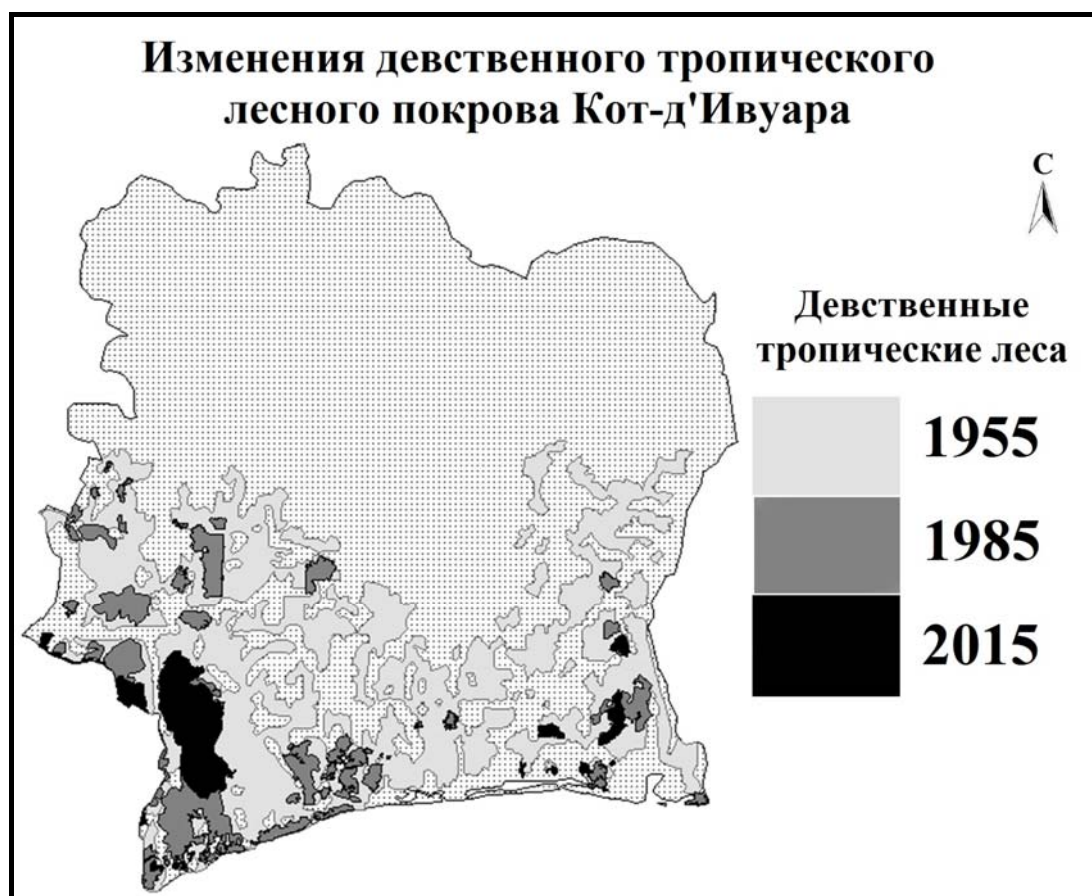 Изменения девственного тропического
лесного покрова Кот-д'Ивуара
С
Девственные
тропические леса
1955
1985
2015